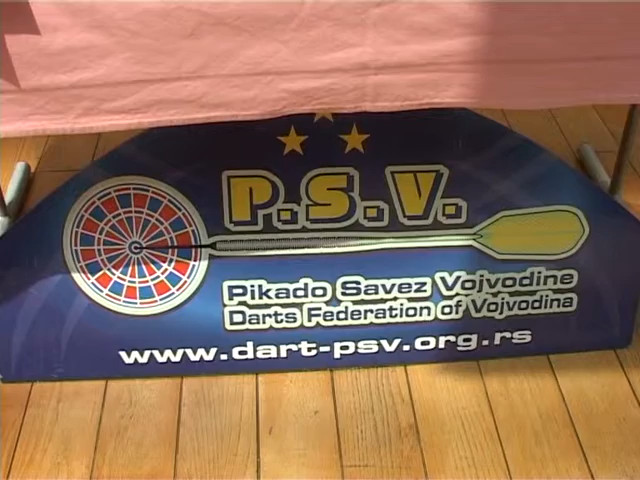 P.S.V.
Pikado Savez Vojvodine
Darts Federation of Vojvodina
www.dart-psv.org.rs